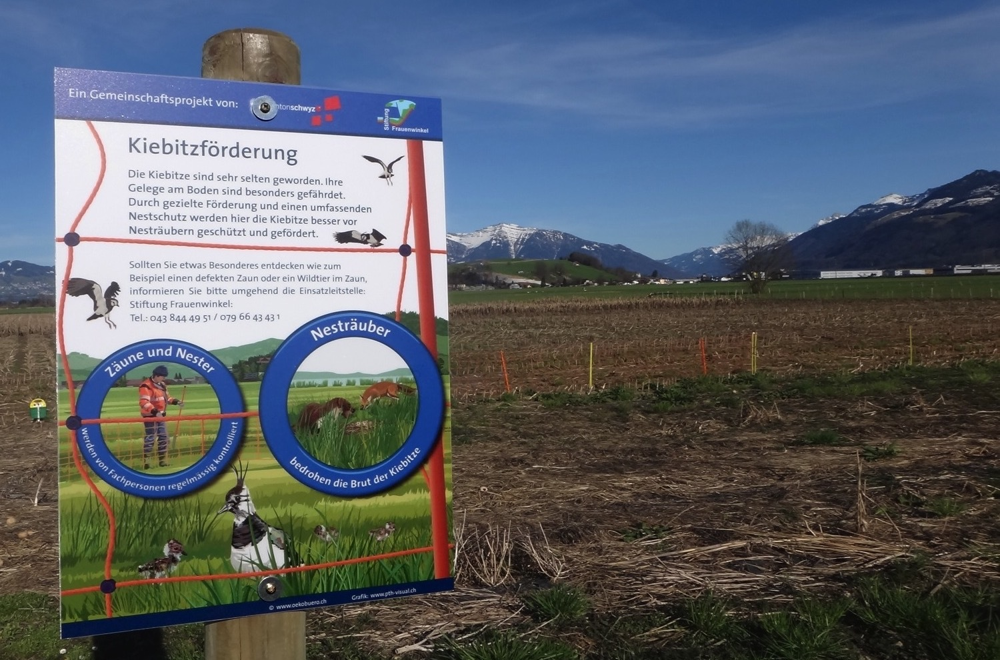 Ein Gemeinschaftsprojekt von:
ntonschwyz
Stiftung
Frauenwinkel
Kiebitzförderung
Die Kiebitze sind sehr selten geworden. Ihre
Gelege am Boden sind besonders gefährdet.
Durch gezielte Förderung und einen umfassenden
Nestschutz werden hier die Kiebitze besser vor
Nesträubern geschützt und gefördert.
Sollten Sie etwas Besonderes entdecken wie zum
Beispiel einen defekten Zaun oder ein Wildtier im Zaun,
informieren Sie bitte umgehend die Einsatzleitstelle:
Stiftung Frauenwinkel:
Tel.: 043 844 49 51 / 079 66 43 43 1
Zäune und Nester
werden von Fachpersonen regelmässig kontrolliert
Nesträuber
bedrohen die Brut der Kiebitze
© www.oekobuero.ch
Grafik: www.pth-visual.ch